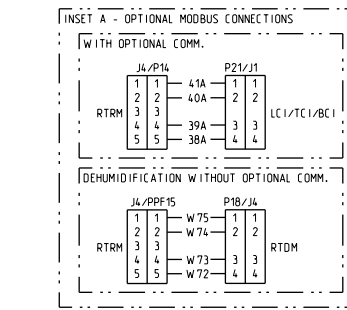 INSET A - OPTIONAL MODBUS CONNECTIONS
WITH OPTIONAL COMM.
J4/P14 P21/J1
1 1 41A 1 1
2 2 40A 2 2
RTRM 3 3 LCI/TCI/BCI
4 4 39A 3 3
5 5 38A 4 4
DEHUMIDIFICATION WITHOUT OPTIONAL COMM.
J4/PPF15 P18/J4
1 1 W75 1 1
2 2 W74 2 2
RTRM 3 3 RTDM
4 4 W73 3 3
5 5 W72 4 4